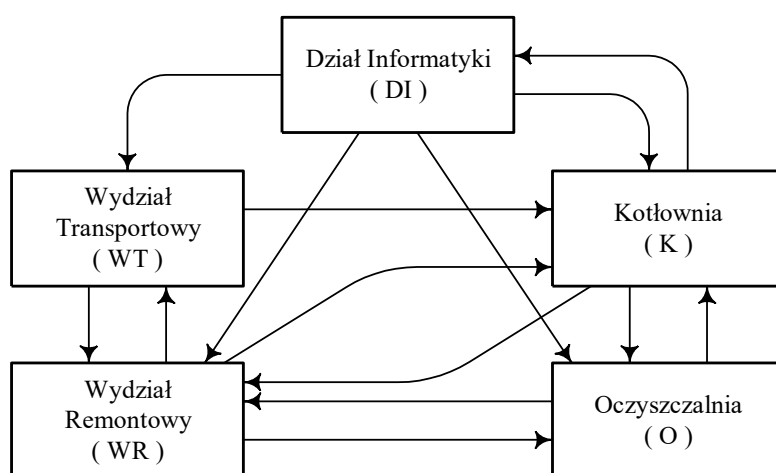 Dział Informatyki
( DI )
Wydział
Transportowy
( WT )
Kotłownia
( K )
Wydział
Remontowy
( WR )
Oczyszczalnia
( O )